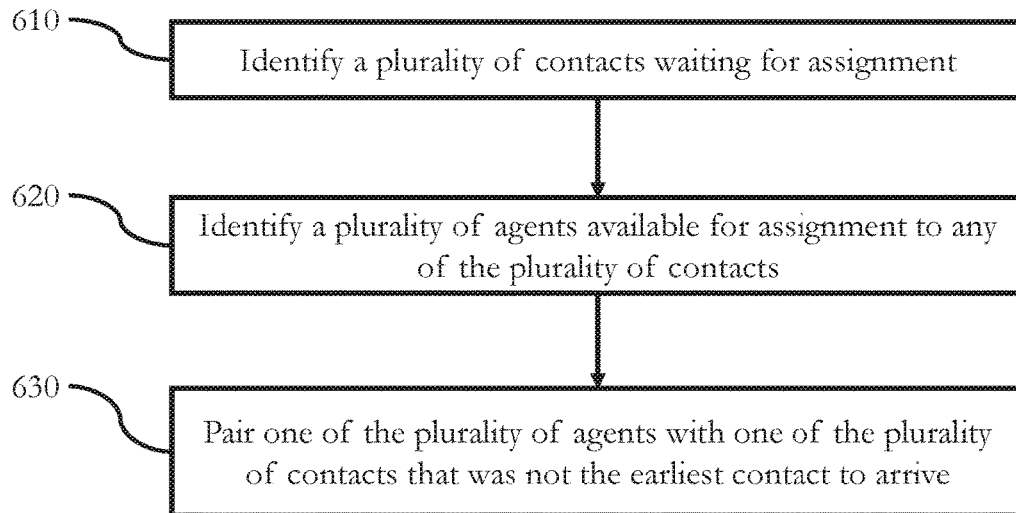 610
Identify a plurality of contacts waiting for assignment
620
Identify a plurality of agents available for assignment to any
of the plurality of contacts
630
Pair one of the plurality of agents with one of the plurality
of contacts that was not the earliest contact to arrive